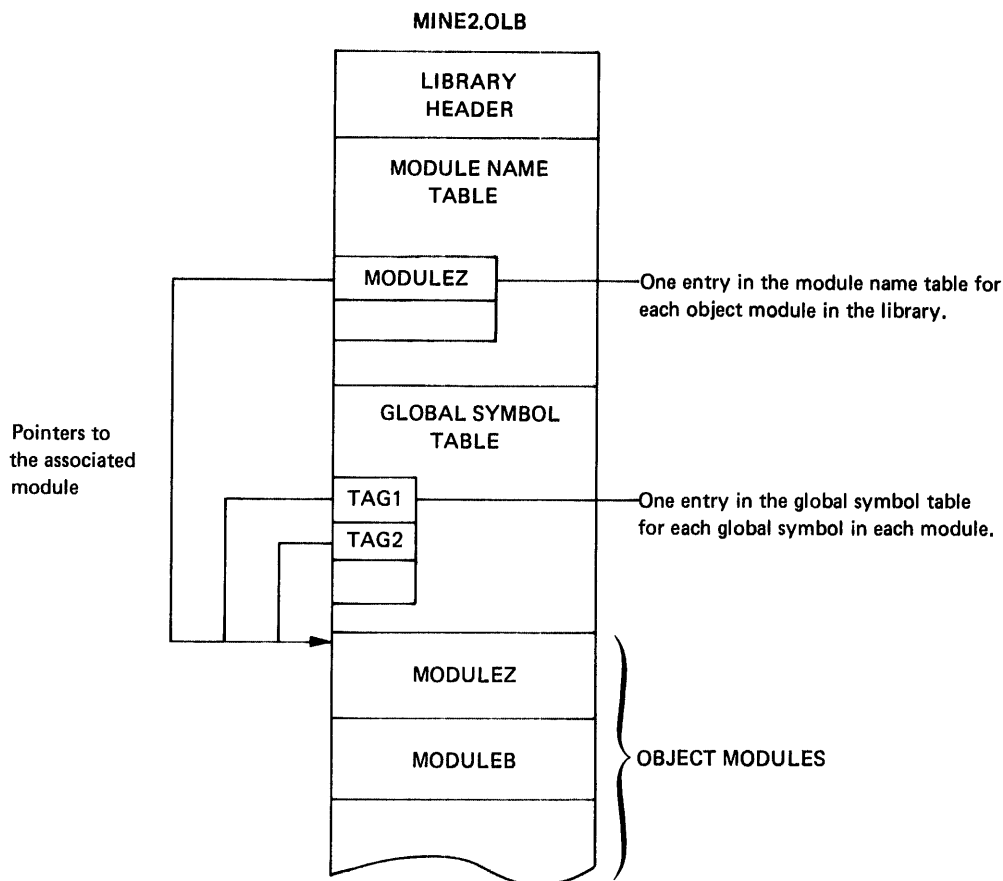 MINE2.OLB
LIBRARY
HEADER
MODULE NAME
TABLE
MODULEZ
One entry in the module name table for
each object module in the library.
GLOBAL SYMBOL
TABLE
Pointers to
the associated
module
TAG1
One entry in the global symbol table
for each global symbol in each module.
TAG2
MODULEZ
MODULEB
OBJECT MODULES